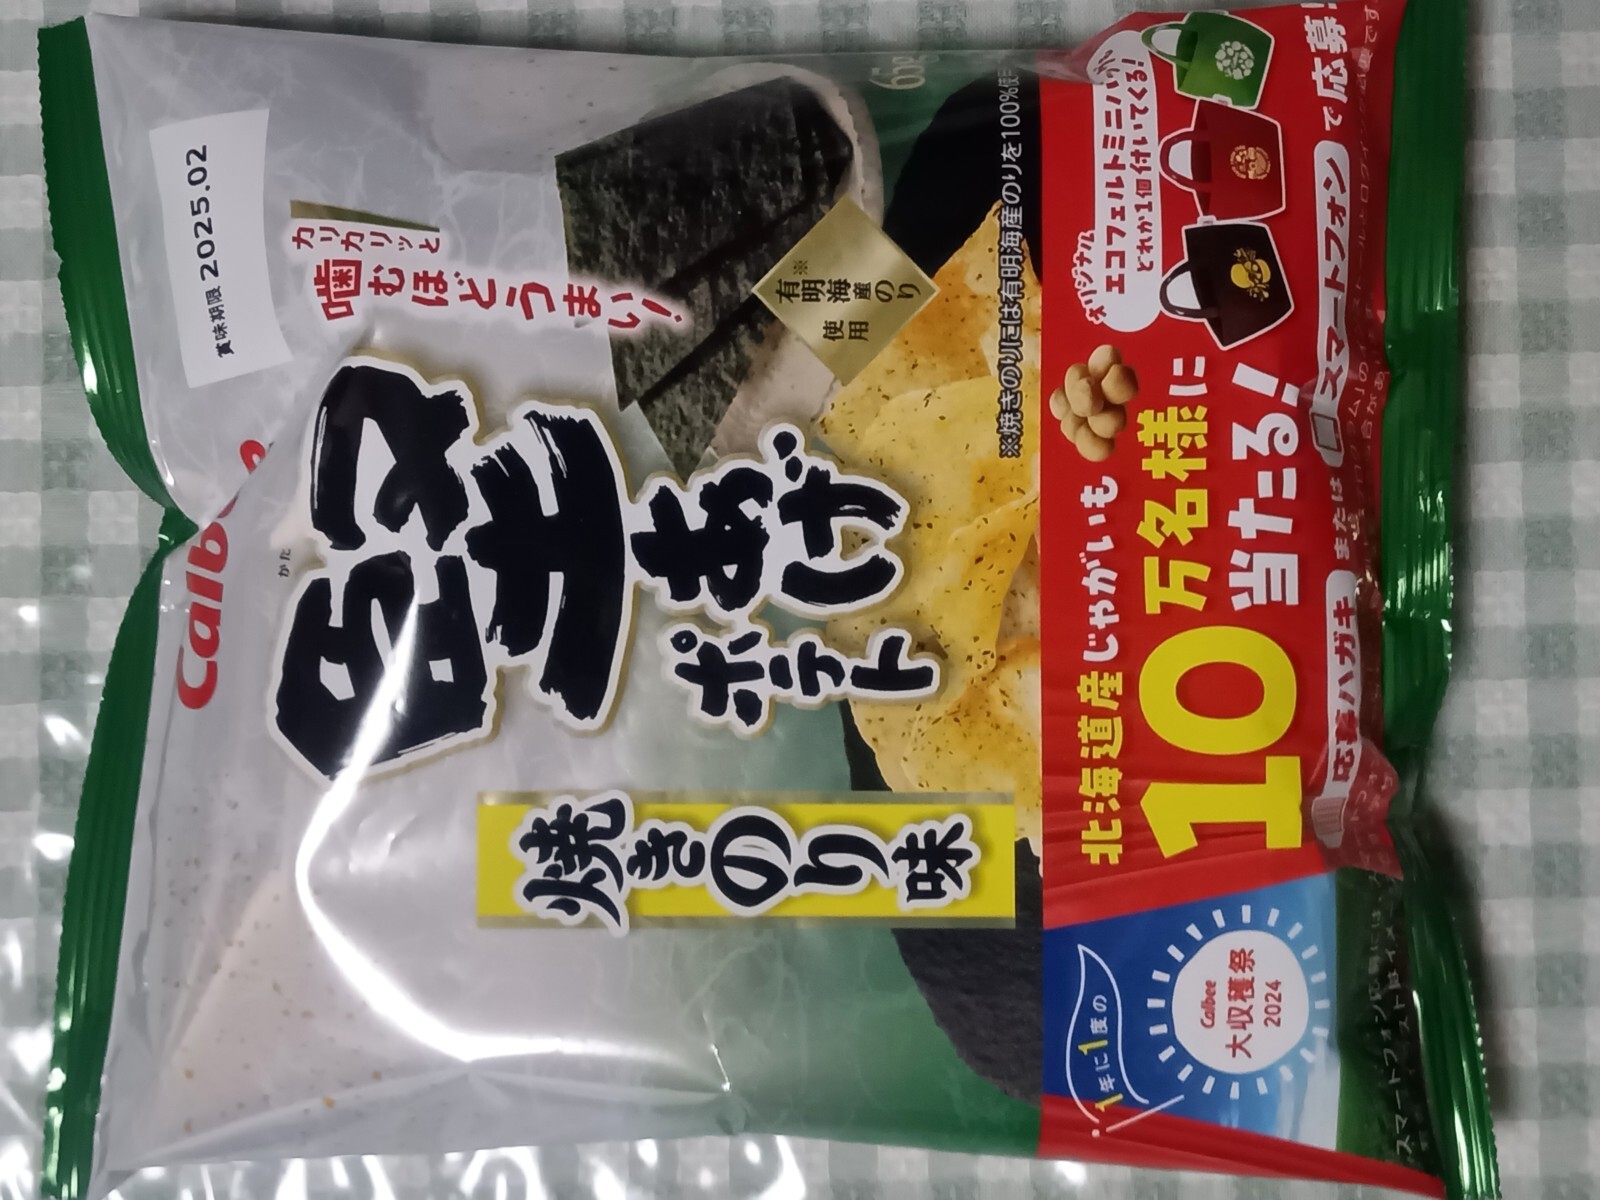 Calbee
賞味期限 2025.02
カリカリッと
噛むほどうまい!
かた
堅
あげ
ポテト
焼きのり味
※
有明海
産のり
使用
65g
※焼きのりには有明海産のりを100%使用
1年に1度の
Calbee
大収穫祭
2024
北海道産じゃがいも
10万名様に
当たる!
オリジナル
エコフェルトミニバッグ
どれか1個付いてくる!
応募ハガキ または スマートフォンで応募!